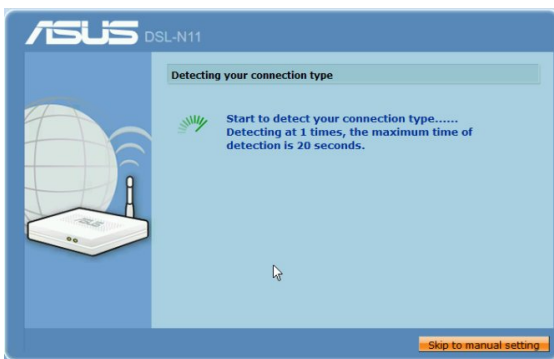 ASUS DSL-N11
Detecting your connection type
Start to detect your connection type......
Detecting at 1 times, the maximum time of
detection is 20 seconds.
Skip to manual setting